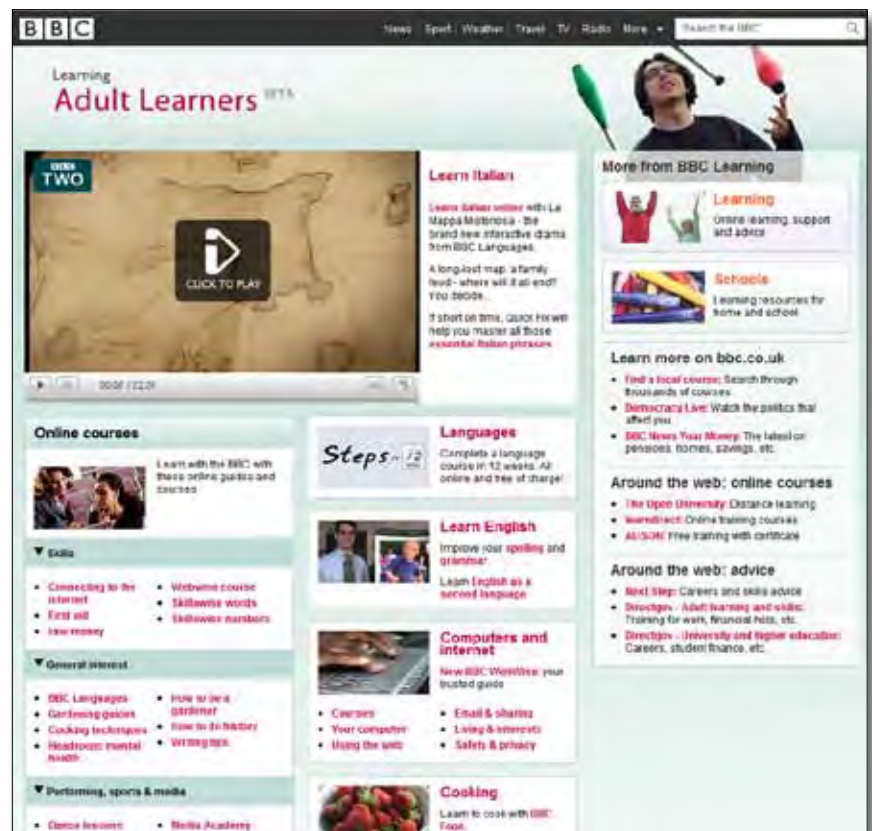 BBC
News Sport Weather Travel TV Radio More Search the BBC
Learning
Adult Learners BETA
BBC
TWO
CLICK TO PLAY
Learn Italian
Learn Italian online with La
Mappa Misteriosa - the
brand new interactive drama
from BBC Languages.
A long-lost map, a family
feud - where will it all end?
You decide...
If short on time, Quick Fix will
help you master all those
essential Italian phrases
More from BBC Learning
Learning
Online learning, support
and advice
Schools
Learning resources for
home and school
Learn more on bbc.co.uk
Find a local course: Search through
thousands of courses
Democracy Live: Watch the politics that
affect you
BBC News Your Money: The latest on
pensions, homes, savings, etc.
Around the web: online courses
The Open University: Distance learning
learndirect: Online training courses
ALISON: Free training with certificate
Around the web: advice
Next Step: Careers and skills advice
Directgov - Adult learning and skills:
Training for work, financial help, etc.
Directgov - University and higher education:
Careers, student finance, etc.
Online courses
Learn with the BBC with
these online guides and
courses
Skills
Connecting to the
internet
First aid
raw money
Webwise course
Skillswise words
Skillswise numbers
General interest
BBC Languages
Gardening guides
Cooking techniques
Headroom: mental
health
How to be a
gardener
How to do history
Writing tips
Performing, sports & media
Dance lessons
Media Academy
Steps in 12
Languages
Complete a language
course in 12 weeks. All
online and free of charge!
Learn English
Improve your spelling and
grammar
Learn English as a
second language
Computers and
internet
New BBC WebWise: your
trusted guide
Courses
Your computer
Using the web
Email & sharing
Living & interests
Safety & privacy
Cooking
Learn to cook with BBC
Food.